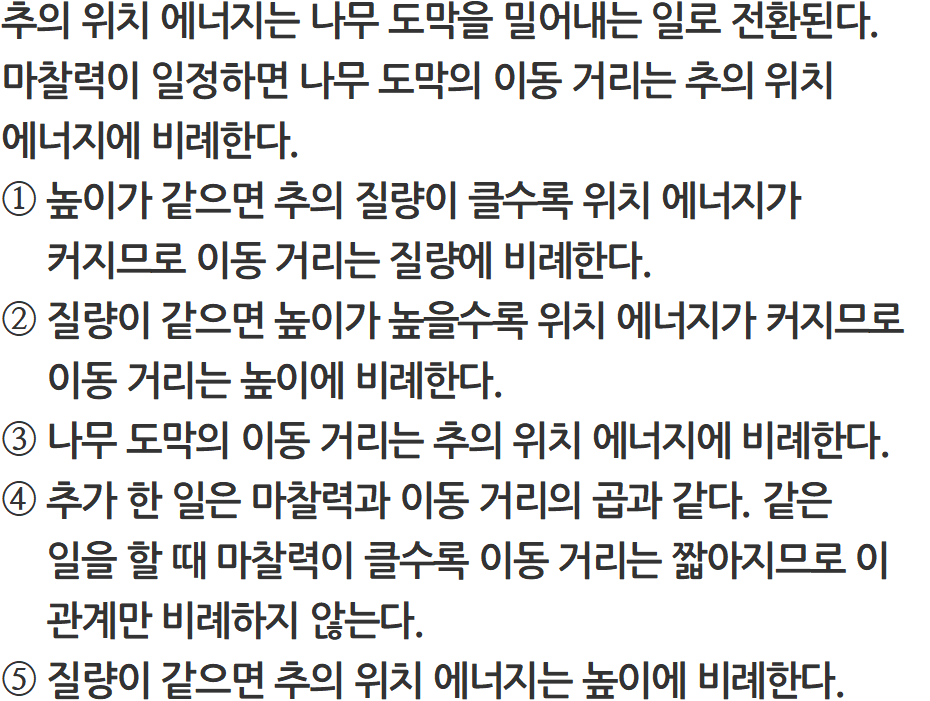 추의 위치 에너지는 나무 도막을 밀어내는 일로 전환된다.
마찰력이 일정하면 나무 도막의 이동 거리는 추의 위치
에너지에 비례한다.
① 높이가 같으면 추의 질량이 클수록 위치 에너지가
커지므로 이동 거리는 질량에 비례한다.
② 질량이 같으면 높이가 높을수록 위치 에너지가 커지므로
이동 거리는 높이에 비례한다.
③ 나무 도막의 이동 거리는 추의 위치 에너지에 비례한다.
④ 추가 한 일은 마찰력과 이동 거리의 곱과 같다. 같은
일을 할 때 마찰력이 클수록 이동 거리는 짧아지므로 이
관계만 비례하지 않는다.
⑤ 질량이 같으면 추의 위치 에너지는 높이에 비례한다.